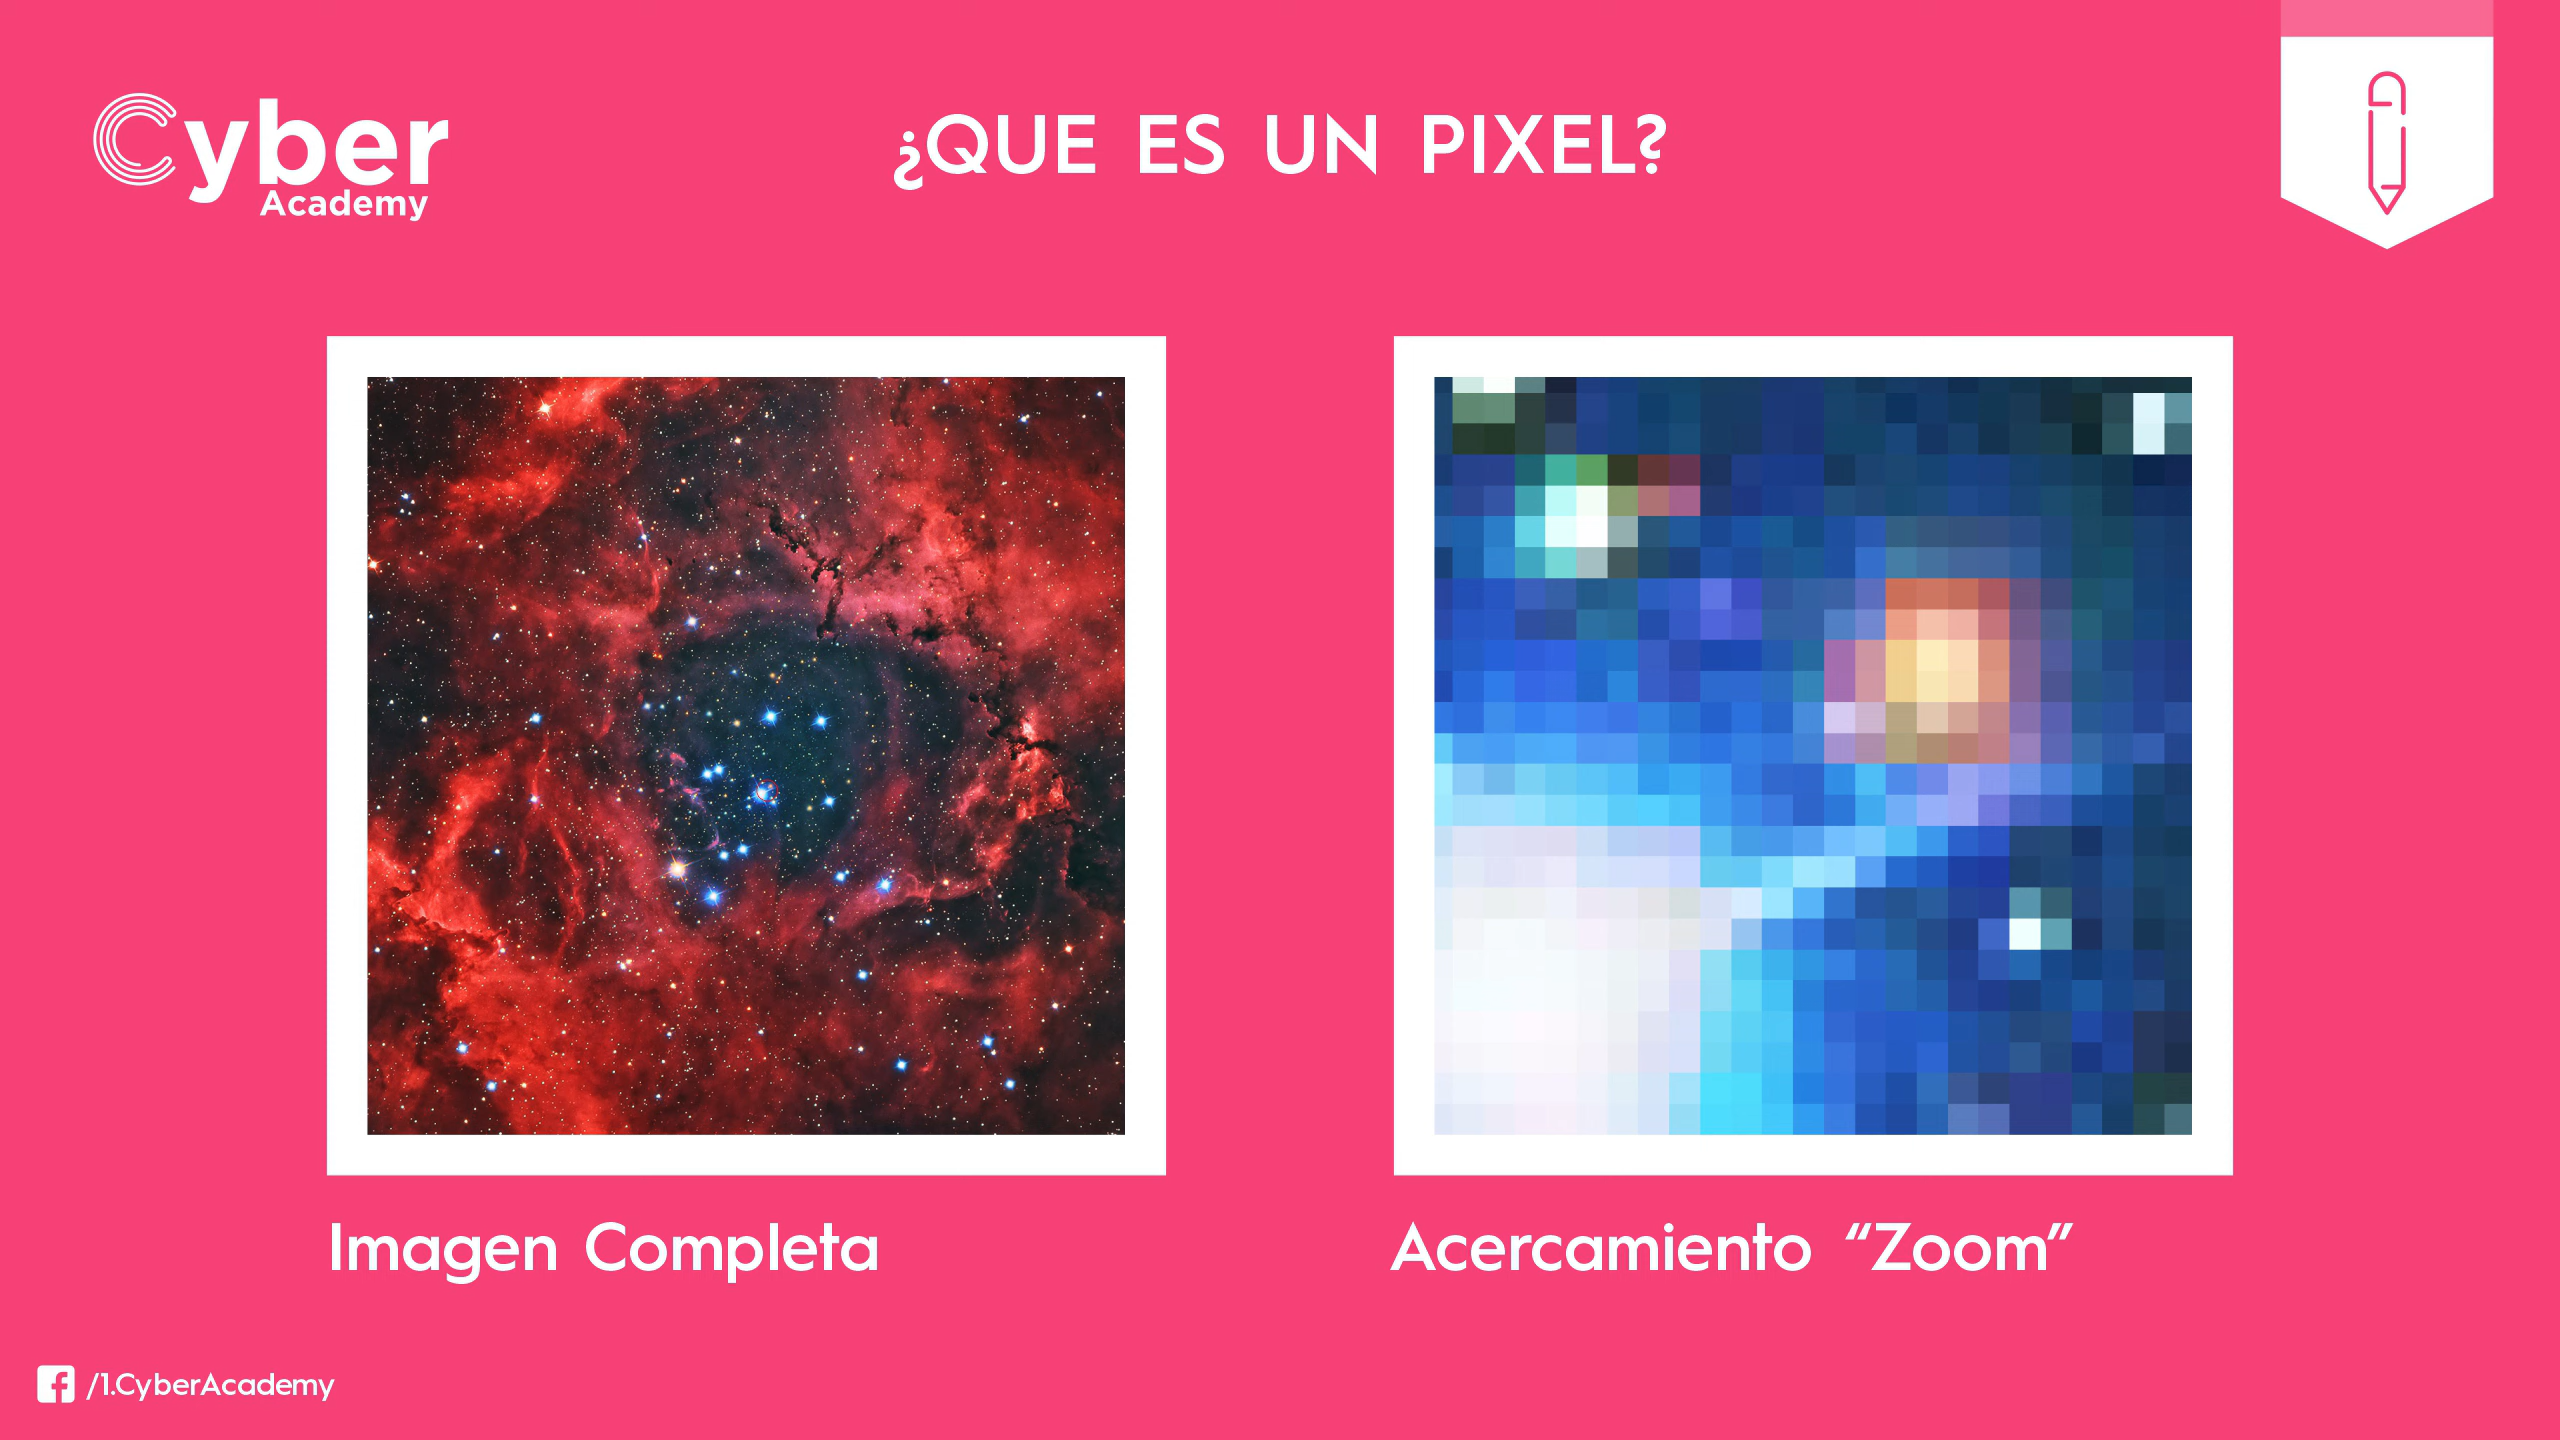 Cyber
Academy
¿QUE ES UN PIXEL?
Imagen Completa
Acercamiento “Zoom”
/1.CyberAcademy